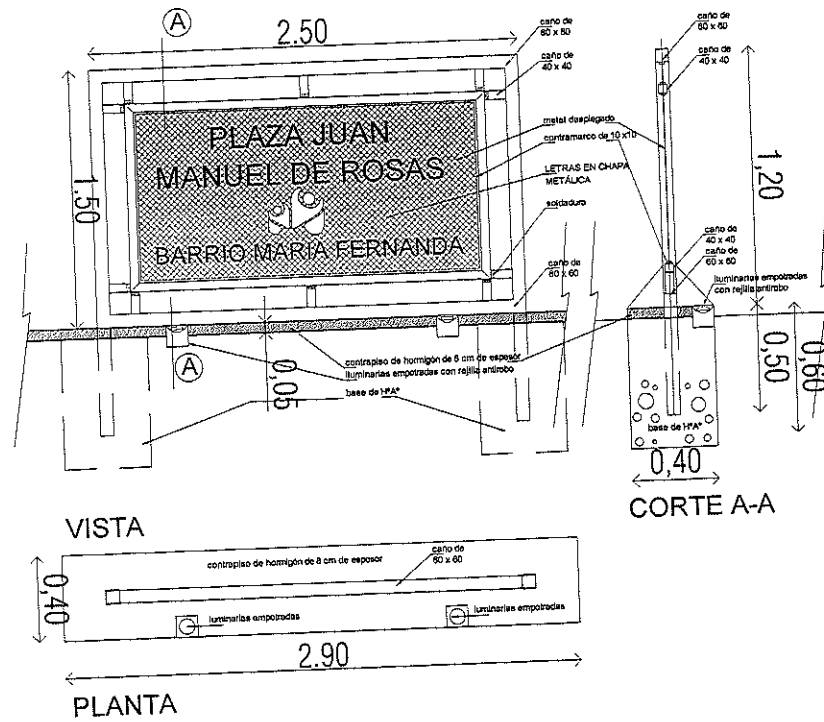 A
2.50
caño de
60 x 60
caño de
40 x 40
1.50
PLAZA JUAN
MANUEL DE ROSAS
BARRIO MARIA FERNANDA
metal desplegado
contramarco de 10 x10
LETRAS EN CHAPA
METÁLICA
soldadura
caño de
60 x 60
A
0,05
contrapiso de hormigón de 8 cm de espesor
iluminarias empotradas con rejilla antirobo
base de HºAº
caño de
60 x 60
caño de
40 x 40
1,20
caño de
40 x 40
caño de
60 x 60
iluminarias empotradas
con rejilla antirobo
0,50
0,60
base de HºAº
0,40
CORTE A-A
VISTA
0,40
contrapiso de hormigón de 8 cm de espesor
caño de
60 x 60
luminarias empotradas
luminarias empotradas
2.90
PLANTA